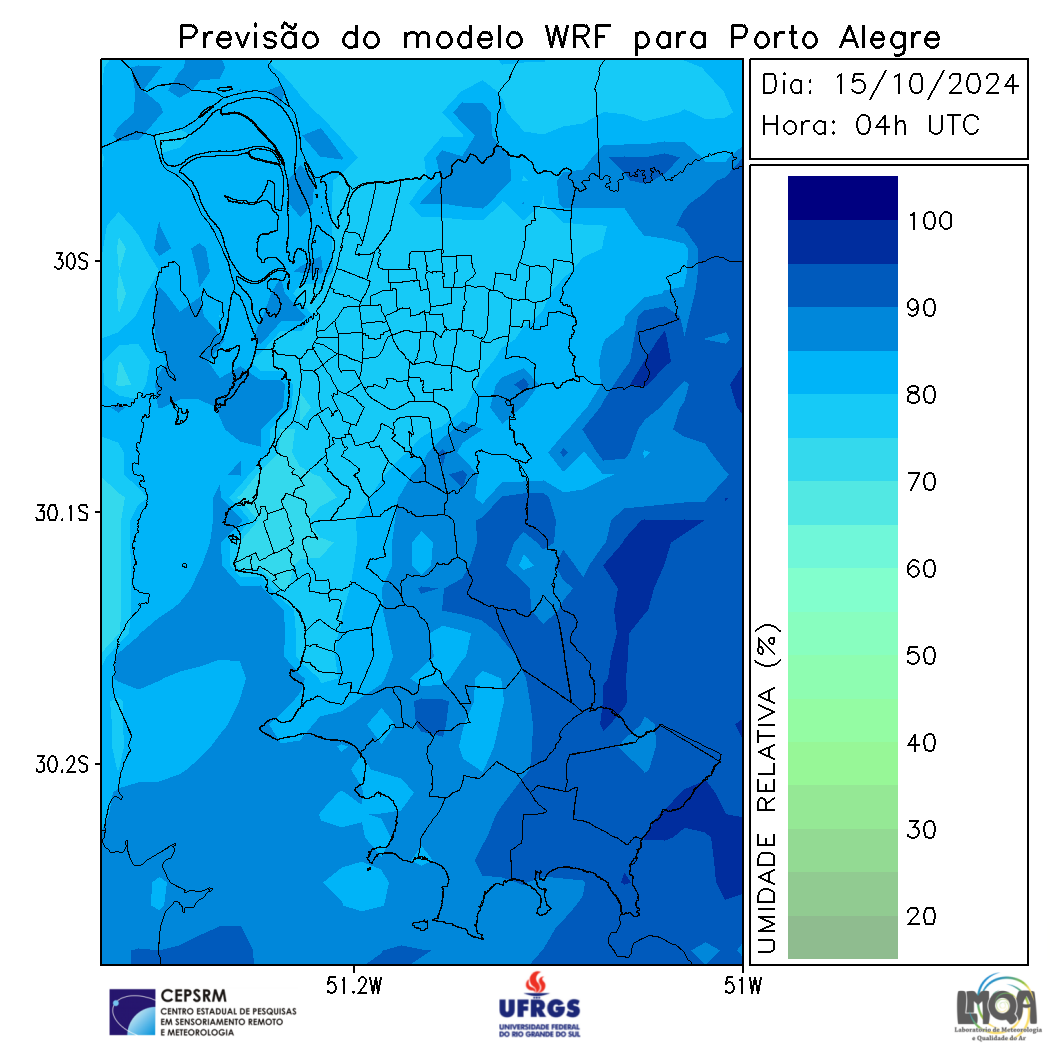 Previsão do modelo WRF para Porto Alegre
Dia: 15/10/2024
Hora: 04h UTC
30S
30.1S
30.2S
51.2W
51W
100
90
80
70
60
50
40
30
20
UMIDADE RELATIVA (%)
CEPSRM
CENTRO ESTADUAL DE PESQUISAS
EM SENSORIAMENTO REMOTO
E METEOROLOGIA
UFRGS
UNIVERSIDADE FEDERAL
DO RIO GRANDE DO SUL
LMQA
Laboratório de Meteorologia
e Qualidade do Ar